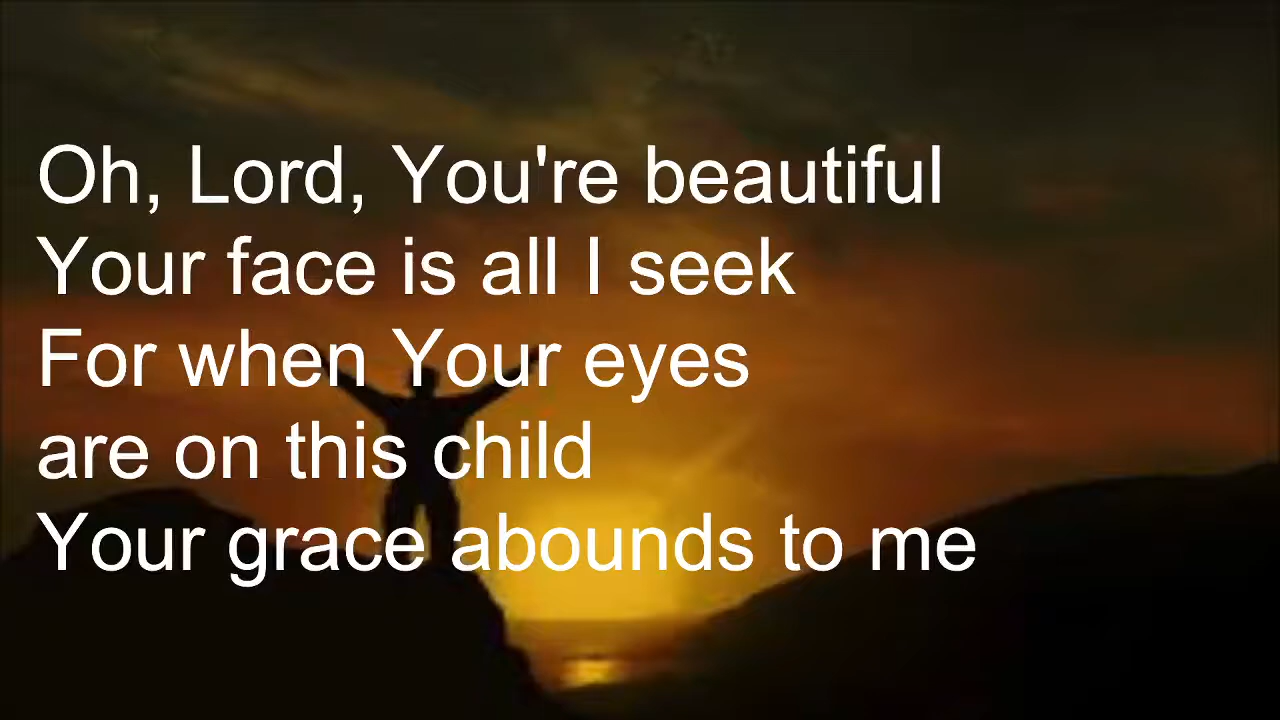 Oh, Lord, You're beautiful
Your face is all I seek
For when Your eyes
are on this child
Your grace abounds to me